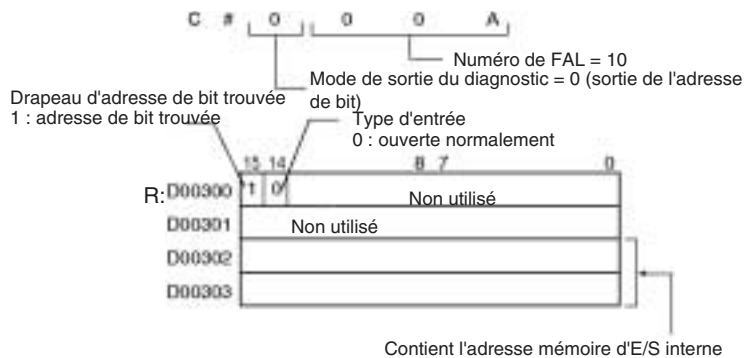 C # 0 0 0 A
Numéro de FAL = 10
Mode de sortie du diagnostic = 0 (sortie de l'adresse
de bit)
Drapeau d'adresse de bit trouvée
1 : adresse de bit trouvée
Type d'entrée
0 : ouverte normalement
15 14 8 7 0
R: D00300 1 0 Non utilisé
D00301 Non utilisé
D00302
D00303
Contient l'adresse mémoire d'E/S interne